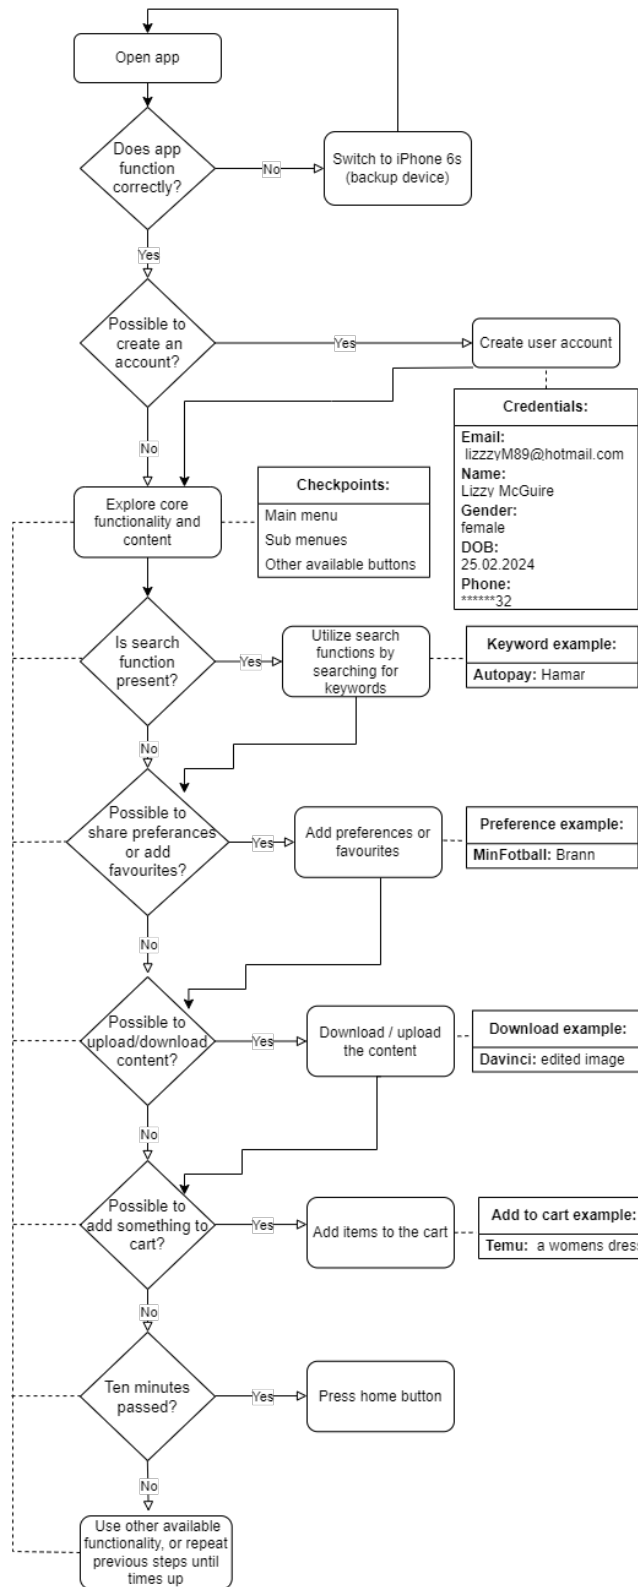 Open app
Does app
function
correctly?
No
Switch to iPhone 6s
(backup device)
Yes
Possible to
create an
account?
Yes
Create user account
No
Credentials:
Email:
lizzzyM89@hotmail.com
Name:
Lizzy McGuire
Gender:
female
DOB:
25.02.2024
Phone:
******32
Explore core
functionality and
content
Checkpoints:
Main menu
Sub menues
Other available buttons
Is search
function
present?
Yes
Utilize search
functions by
searching for
keywords
Keyword example:
Autopay: Hamar
No
Possible to
share preferances
or add
favourites?
Yes
Add preferences or
favourites
Preference example:
MinFotball: Brann
No
Possible to
upload/download
content?
Yes
Download / upload
the content
Download example:
Davinci: edited image
No
Possible to
add something to
cart?
Yes
Add items to the cart
Add to cart example:
Temu: a womens dress
No
Ten minutes
passed?
Yes
Press home button
No
Use other available
functionality, or repeat
previous steps until
times up